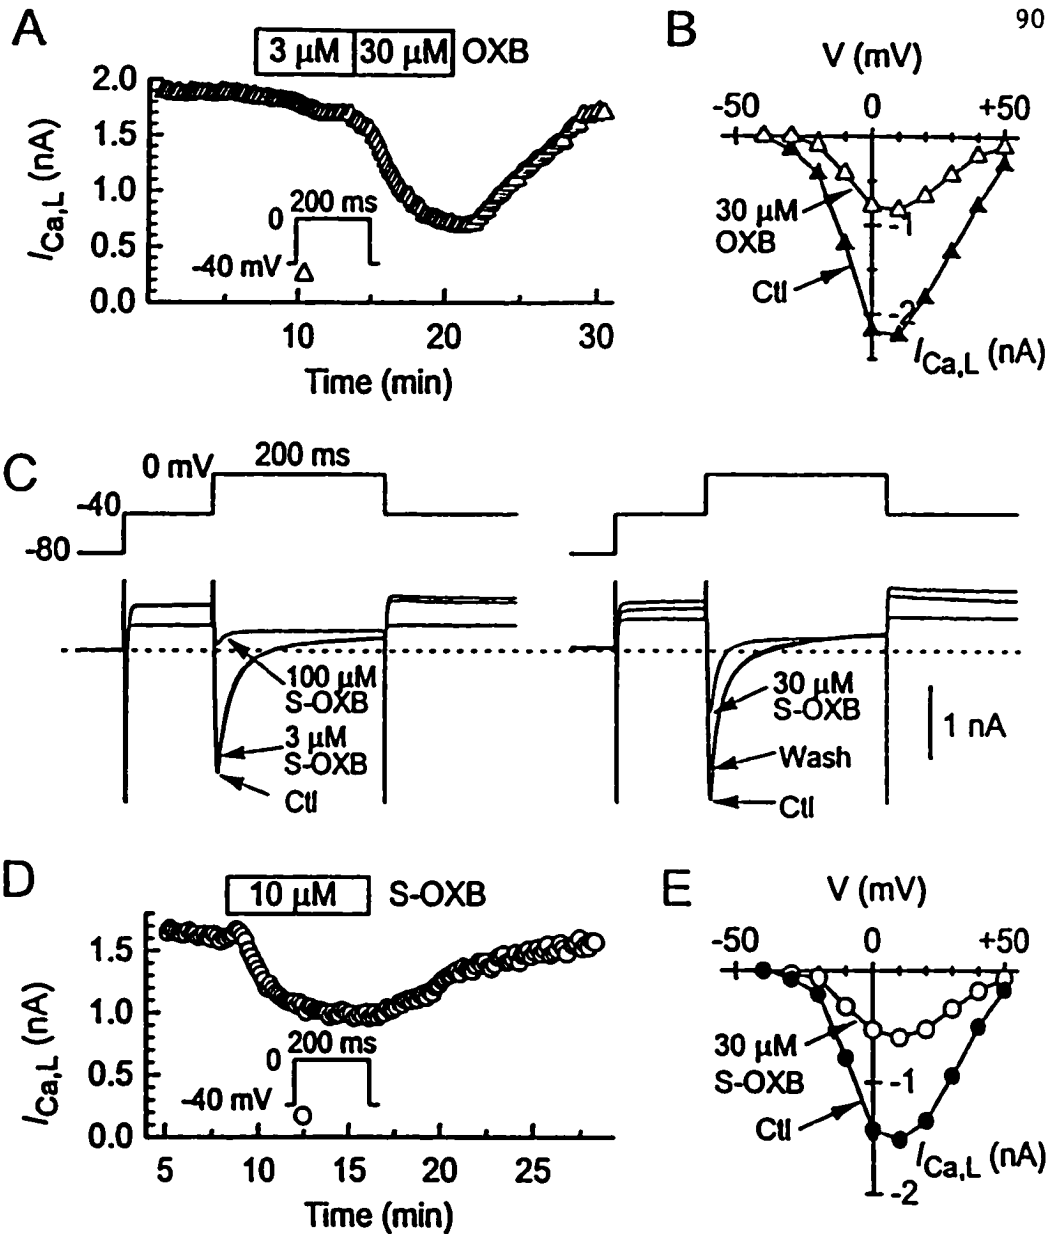 90
A
3 µM 30 µM OXB
2.0
1.5
1.0
0.5
0.0
I Ca,L (nA)
200 ms
0
-40 mV
10 20 30
Time (min)
B
V (mV)
-50 0 +50
30 µM
OXB
-1
Ctl
-2
I Ca,L (nA)
C
0 mV 200 ms
-40
-80
100 µM
S-OXB
3 µM
S-OXB
Ctl
30 µM
S-OXB
Wash
Ctl
1 nA
D
10 µM S-OXB
1.5
1.0
0.5
0.0
I Ca,L (nA)
0 200 ms
-40 mV
5 10 15 20 25
Time (min)
E
V (mV)
-50 0 +50
30 µM
S-OXB
-1
Ctl
I Ca,L (nA)
-2